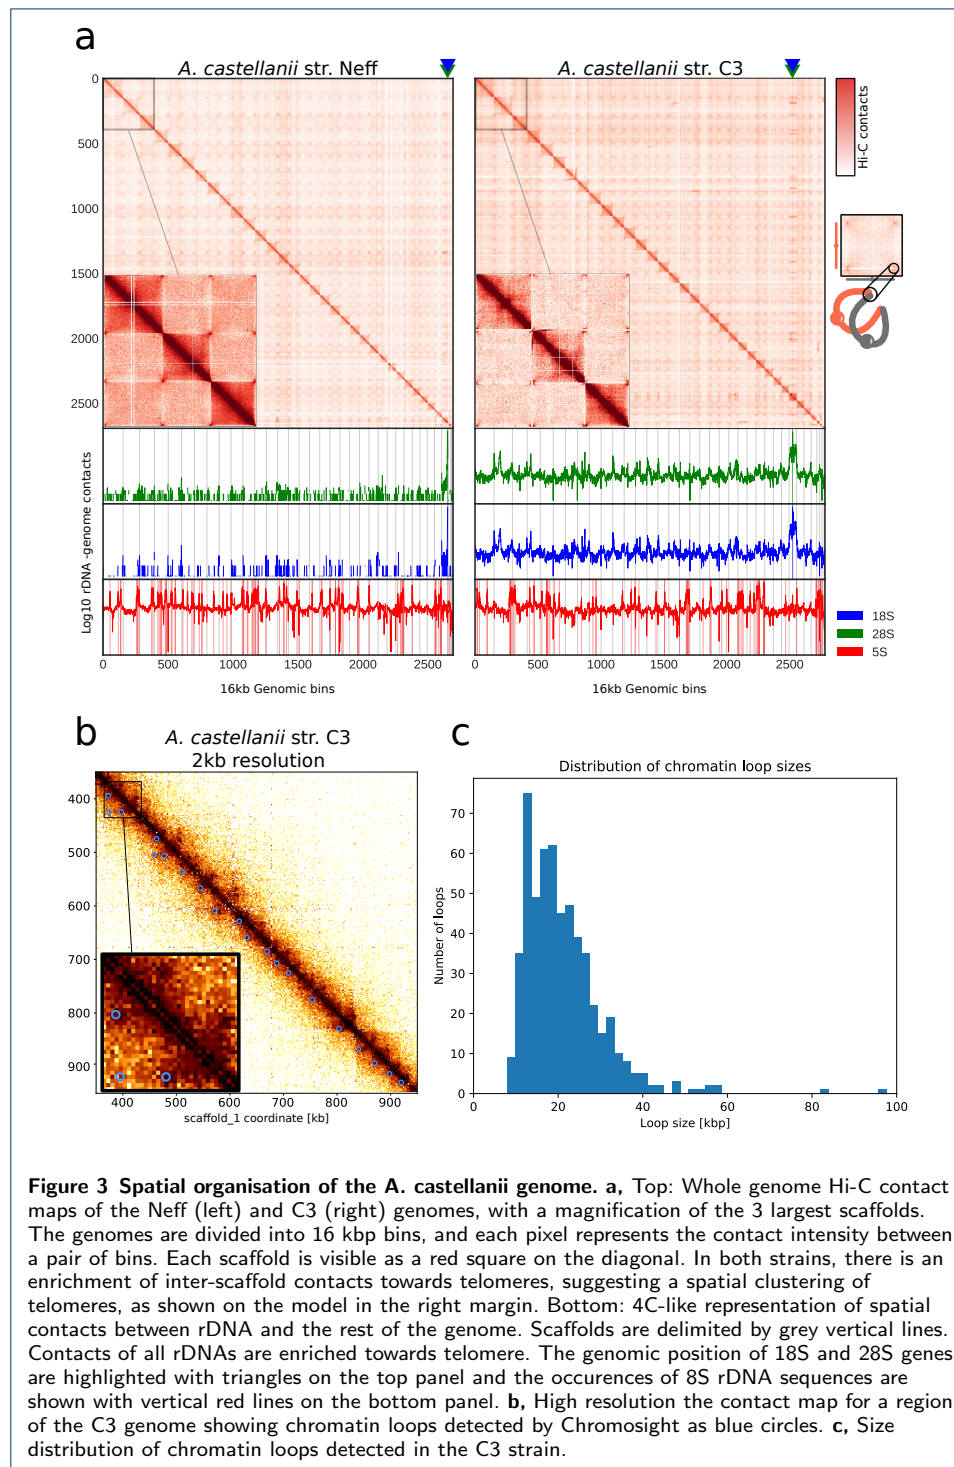 a
A. castellanii str. Neff
A. castellanii str. C3
0
500
1000
1500
2000
2500
Hi-C contacts
Log10 rDNA-genome contacts
0 500 1000 1500 2000 2500
0 500 1000 1500 2000 2500
16kb Genomic bins
16kb Genomic bins
18S
28S
5S
b
A. castellanii str. C3
2kb resolution
400
500
600
700
800
900
400 500 600 700 800 900
scaffold_1 coordinate [kb]
c
Distribution of chromatin loop sizes
Number of loops
70
60
50
40
30
20
10
0
0 20 40 60 80 100
Loop size [kbp]
Figure 3 Spatial organisation of the A. castellanii genome. a, Top: Whole genome Hi-C contact
maps of the Neff (left) and C3 (right) genomes, with a magnification of the 3 largest scaffolds.
The genomes are divided into 16 kbp bins, and each pixel represents the contact intensity between
a pair of bins. Each scaffold is visible as a red square on the diagonal. In both strains, there is an
enrichment of inter-scaffold contacts towards telomeres, suggesting a spatial clustering of
telomeres, as shown on the model in the right margin. Bottom: 4C-like representation of spatial
contacts between rDNA and the rest of the genome. Scaffolds are delimited by grey vertical lines.
Contacts of all rDNAs are enriched towards telomere. The genomic position of 18S and 28S genes
are highlighted with triangles on the top panel and the occurences of 8S rDNA sequences are
shown with vertical red lines on the bottom panel. b, High resolution the contact map for a region
of the C3 genome showing chromatin loops detected by Chromosight as blue circles. c, Size
distribution of chromatin loops detected in the C3 strain.